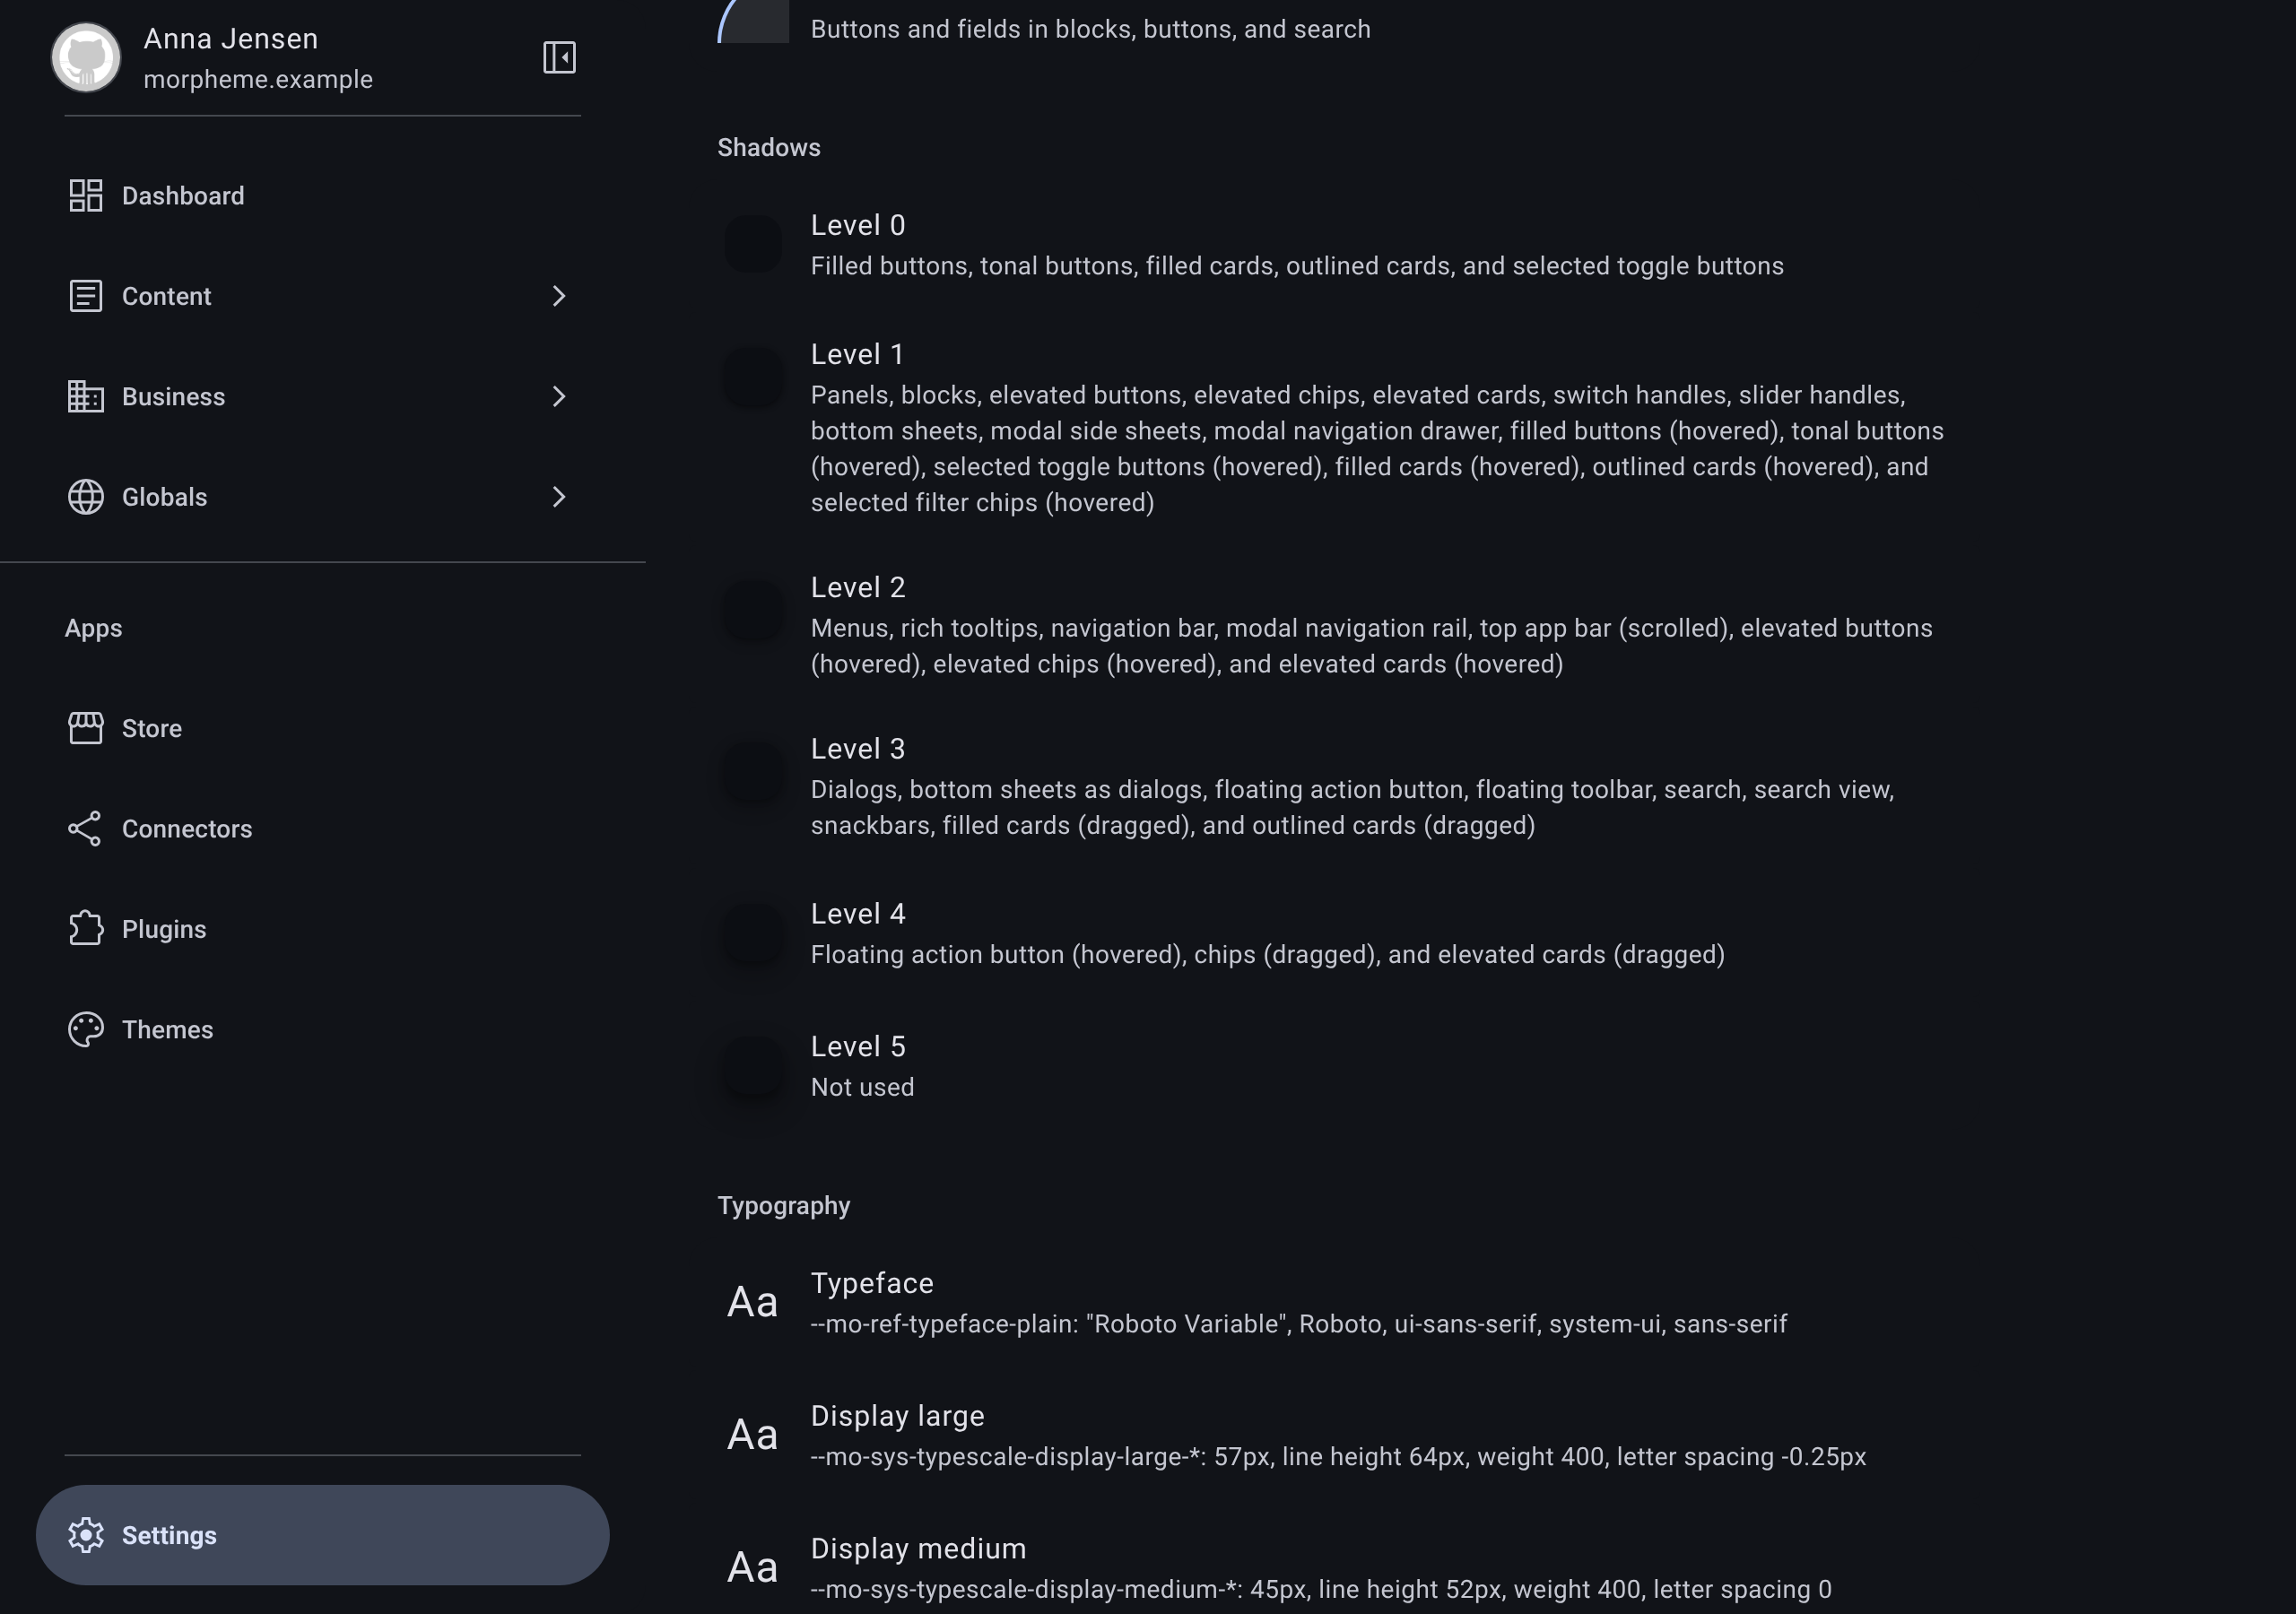 Anna Jensen
morpheme.example
Dashboard
Content
Business
Globals
Apps
Store
Connectors
Plugins
Themes
Settings
Buttons and fields in blocks, buttons, and search
Shadows
Level 0
Filled buttons, tonal buttons, filled cards, outlined cards, and selected toggle buttons
Level 1
Panels, blocks, elevated buttons, elevated chips, elevated cards, switch handles, slider handles,
bottom sheets, modal side sheets, modal navigation drawer, filled buttons (hovered), tonal buttons
(hovered), selected toggle buttons (hovered), filled cards (hovered), outlined cards (hovered), and
selected filter chips (hovered)
Level 2
Menus, rich tooltips, navigation bar, modal navigation rail, top app bar (scrolled), elevated buttons
(hovered), elevated chips (hovered), and elevated cards (hovered)
Level 3
Dialogs, bottom sheets as dialogs, floating action button, floating toolbar, search, search view,
snackbars, filled cards (dragged), and outlined cards (dragged)
Level 4
Floating action button (hovered), chips (dragged), and elevated cards (dragged)
Level 5
Not used
Typography
Aa
Typeface
--mo-ref-typeface-plain: "Roboto Variable", Roboto, ui-sans-serif, system-ui, sans-serif
Aa
Display large
--mo-sys-typescale-display-large-*: 57px, line height 64px, weight 400, letter spacing -0.25px
Aa
Display medium
--mo-sys-typescale-display-medium-*: 45px, line height 52px, weight 400, letter spacing 0